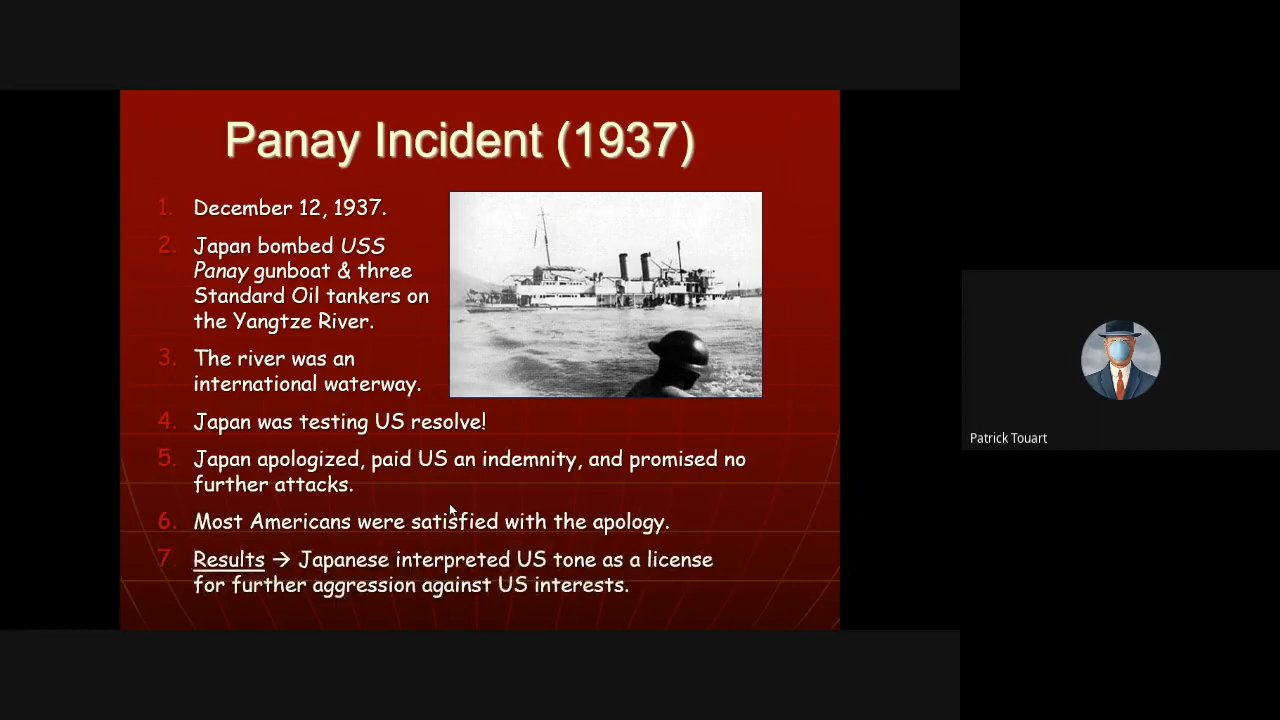 Panay Incident (1937)
1. December 12, 1937.
2. Japan bombed USS
Panay gunboat & three
Standard Oil tankers on
the Yangtze River.
3. The river was an
international waterway.
4. Japan was testing US resolve!
5. Japan apologized, paid US an indemnity, and promised no
further attacks.
6. Most Americans were satisfied with the apology.
7. Results → Japanese interpreted US tone as a license
for further aggression against US interests.
Patrick Touart